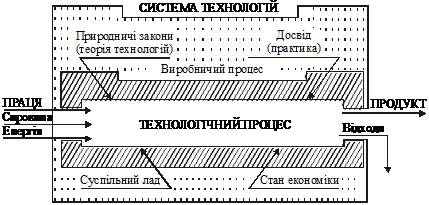 СИСТЕМА ТЕХНОЛОГІЙ
Природничі закони
(теорія технологій)
Досвід
(практика)
Виробничий процес
ПРАЦЯ
Сировина
Енергія
ТЕХНОЛОГІЧНИЙ ПРОЦЕС
ПРОДУКТ
Відходи
Суспільний лад
Стан економіки